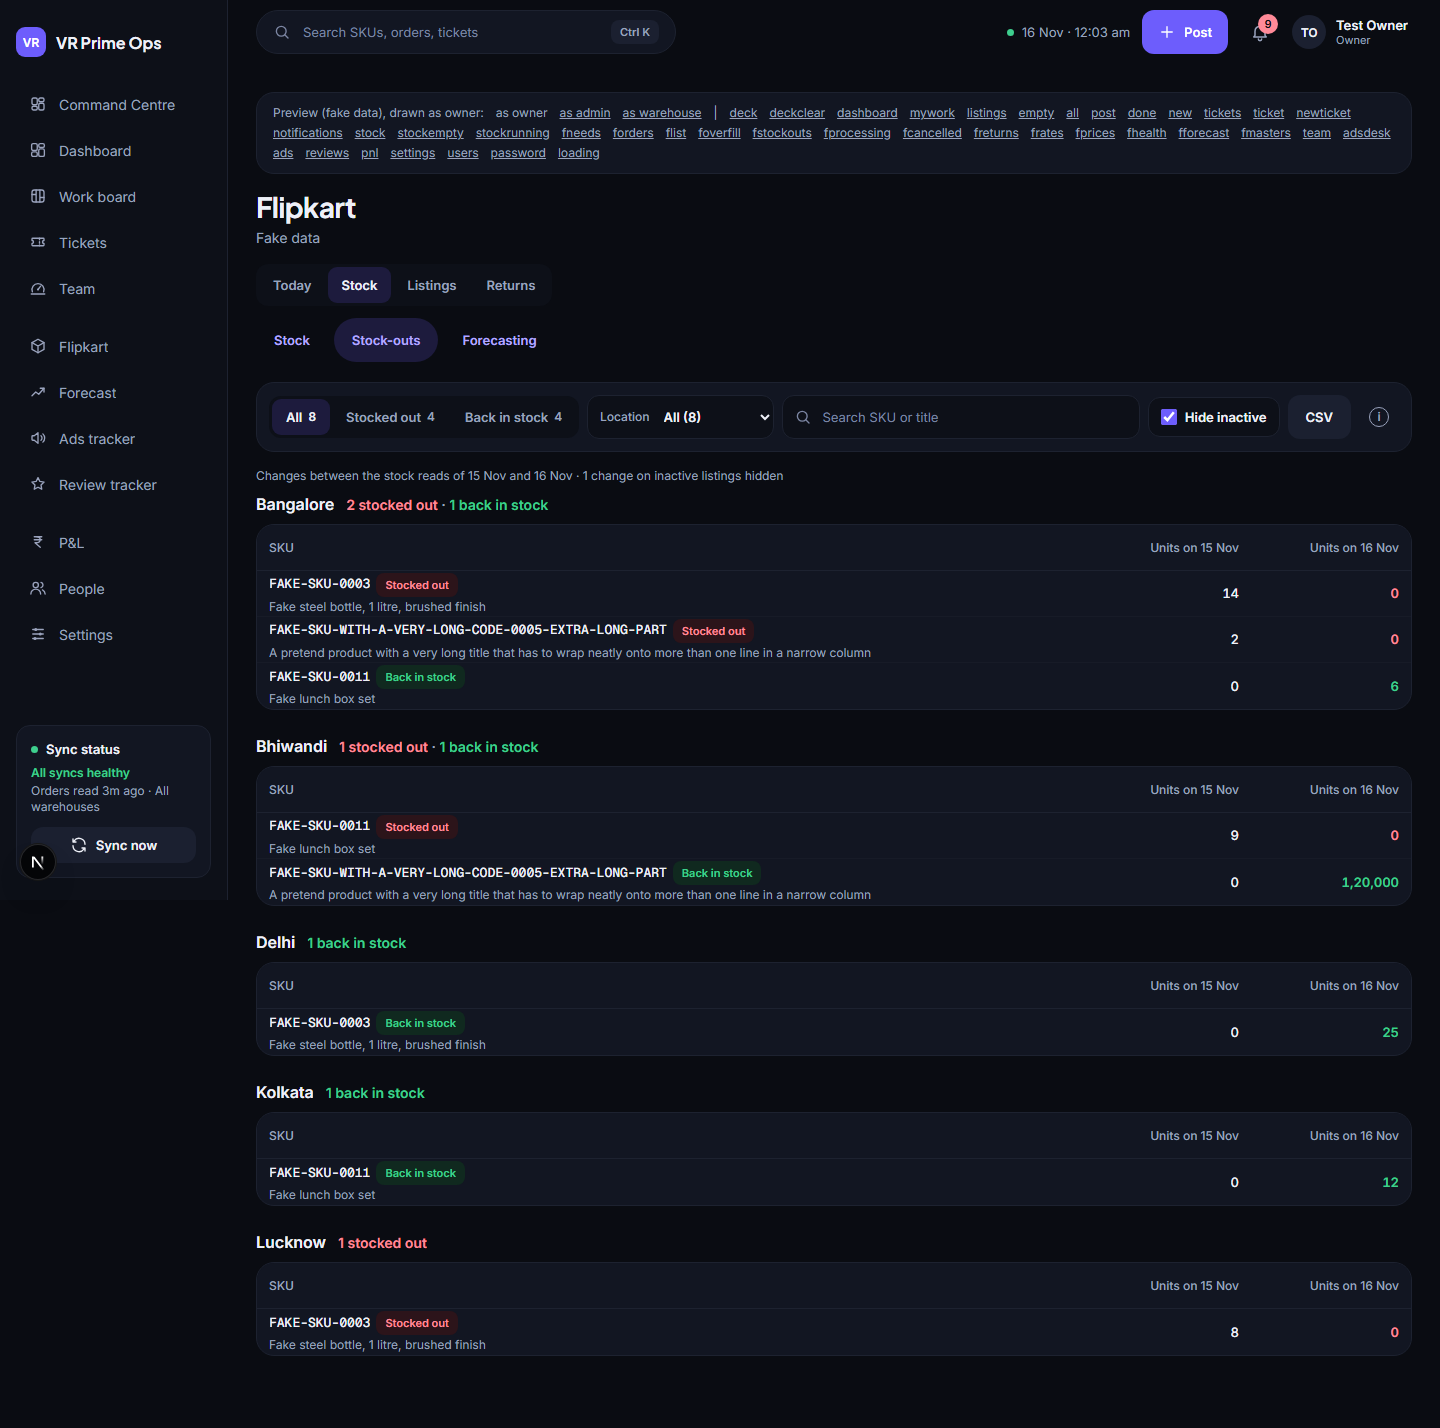 VR VR Prime Ops
Search SKUs, orders, tickets Ctrl K
16 Nov · 12:03 am
+ Post
9
TO Test Owner
Owner
Command Centre
Dashboard
Work board
Tickets
Team
Flipkart
Forecast
Ads tracker
Review tracker
₹ P&L
People
Settings
Sync status
All syncs healthy
Orders read 3m ago · All
warehouses
Sync now
N
Preview (fake data), drawn as owner: as owner as admin as warehouse | deck deckclear dashboard mywork listings empty all post done new tickets ticket newticket
notifications stock stockempty stockrunning fneeds forders flist foverfill fstockouts fprocessing fcancelled freturns frates fprices fhealth fforecast fmasters team adsdesk
ads reviews pnl settings users password loading
Flipkart
Fake data
Today Stock Listings Returns
Stock Stock-outs Forecasting
All 8 Stocked out 4 Back in stock 4 Location All (8) Search SKU or title Hide inactive CSV i
Changes between the stock reads of 15 Nov and 16 Nov · 1 change on inactive listings hidden
Bangalore 2 stocked out · 1 back in stock
SKU Units on 15 Nov Units on 16 Nov
FAKE-SKU-0003 Stocked out 14 0
Fake steel bottle, 1 litre, brushed finish
FAKE-SKU-WITH-A-VERY-LONG-CODE-0005-EXTRA-LONG-PART Stocked out 2 0
A pretend product with a very long title that has to wrap neatly onto more than one line in a narrow column
FAKE-SKU-0011 Back in stock 0 6
Fake lunch box set
Bhiwandi 1 stocked out · 1 back in stock
SKU Units on 15 Nov Units on 16 Nov
FAKE-SKU-0011 Stocked out 9 0
Fake lunch box set
FAKE-SKU-WITH-A-VERY-LONG-CODE-0005-EXTRA-LONG-PART Back in stock 0 1,20,000
A pretend product with a very long title that has to wrap neatly onto more than one line in a narrow column
Delhi 1 back in stock
SKU Units on 15 Nov Units on 16 Nov
FAKE-SKU-0003 Back in stock 0 25
Fake steel bottle, 1 litre, brushed finish
Kolkata 1 back in stock
SKU Units on 15 Nov Units on 16 Nov
FAKE-SKU-0011 Back in stock 0 12
Fake lunch box set
Lucknow 1 stocked out
SKU Units on 15 Nov Units on 16 Nov
FAKE-SKU-0003 Stocked out 8 0
Fake steel bottle, 1 litre, brushed finish